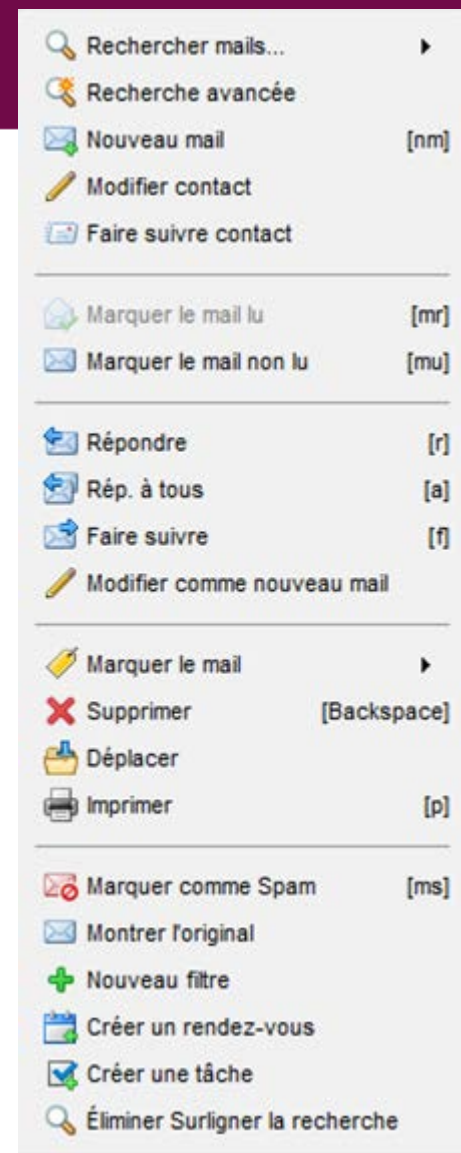 Rechercher mails...
Recherche avancée
Nouveau mail [nm]
Modifier contact
Faire suivre contact
Marquer le mail lu [mr]
Marquer le mail non lu [mu]
Répondre [r]
Rép. à tous [a]
Faire suivre [f]
Modifier comme nouveau mail
Marquer le mail
Supprimer [Backspace]
Déplacer
Imprimer [p]
Marquer comme Spam [ms]
Montrer l'original
Nouveau filtre
Créer un rendez-vous
Créer une tâche
Éliminer Surligner la recherche